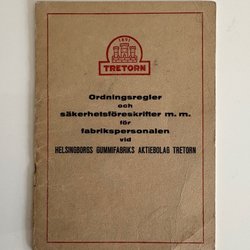 1891
TRETORN
Ordningsregler
och
säkerhetsföreskrifter m. m.
för
fabrikspersonalen
vid
HELSINGBORGS GUMMIFABRIKS AKTIEBOLAG TRETORN